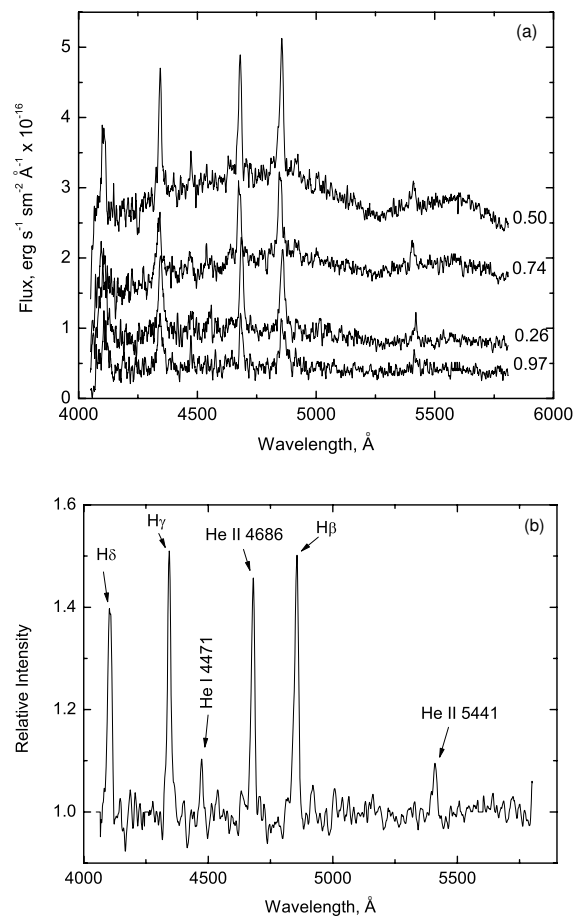 (a)
Flux, erg s⁻¹ sm⁻² Å⁻¹ x 10⁻¹⁶
5
4
3
2
1
0
0.50
0.74
0.26
0.97
4000 4500 5000 5500 6000
Wavelength, Å
(b)
Relative Intensity
1.6
1.4
1.2
1.0
Hδ
Hγ
He I 4471
He II 4686
Hβ
He II 5441
4000 4500 5000 5500
Wavelength, Å